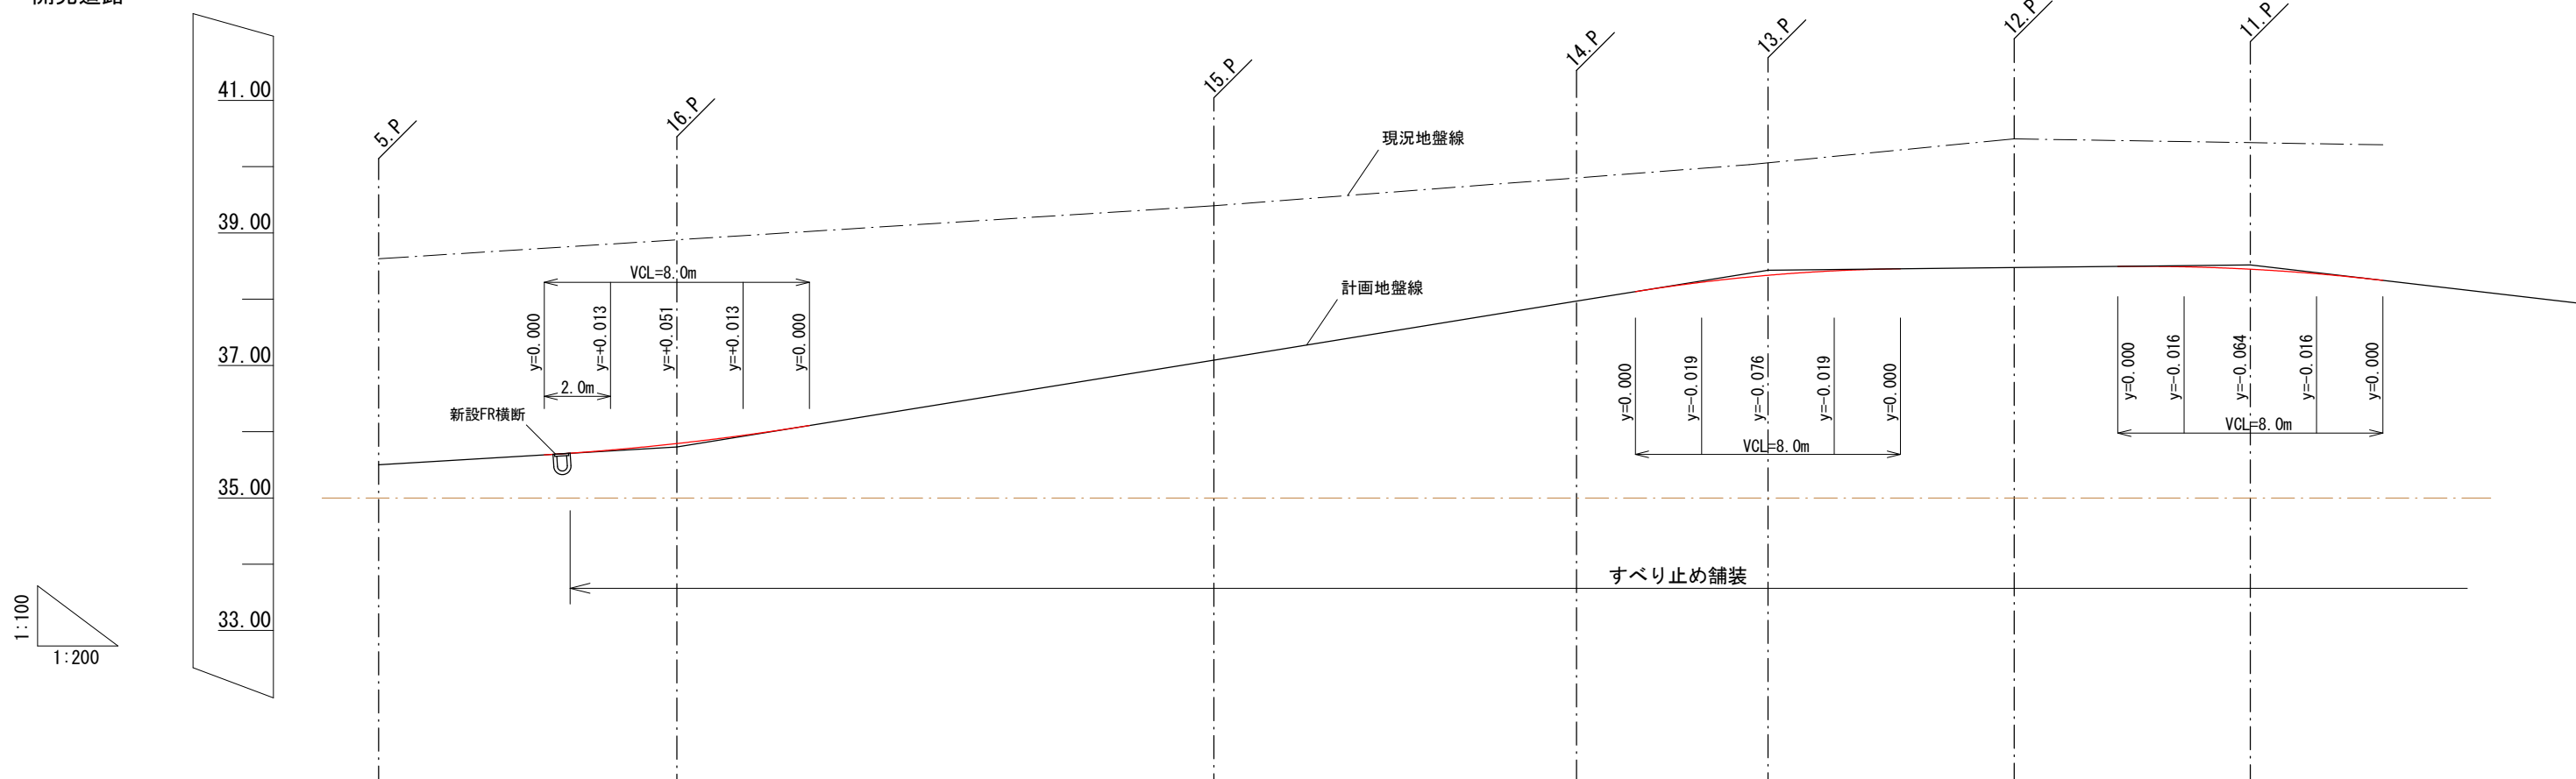 開発道路
12.P
11.P
13.P
14.P
15.P
16.P
5.P
41.00
39.00
37.00
35.00
33.00
現況地盤線
計画地盤線
VCL=8.0m
y=0.000
y=+0.013
y=+0.051
y=+0.013
y=0.000
2.0m
新設FR横断
y=0.000
y=-0.019
y=-0.076
y=-0.019
y=0.000
VCL=8.0m
y=0.000
y=-0.016
y=-0.064
y=-0.016
y=0.000
VCL=8.0m
すべり止め舗装
1:100
1:200